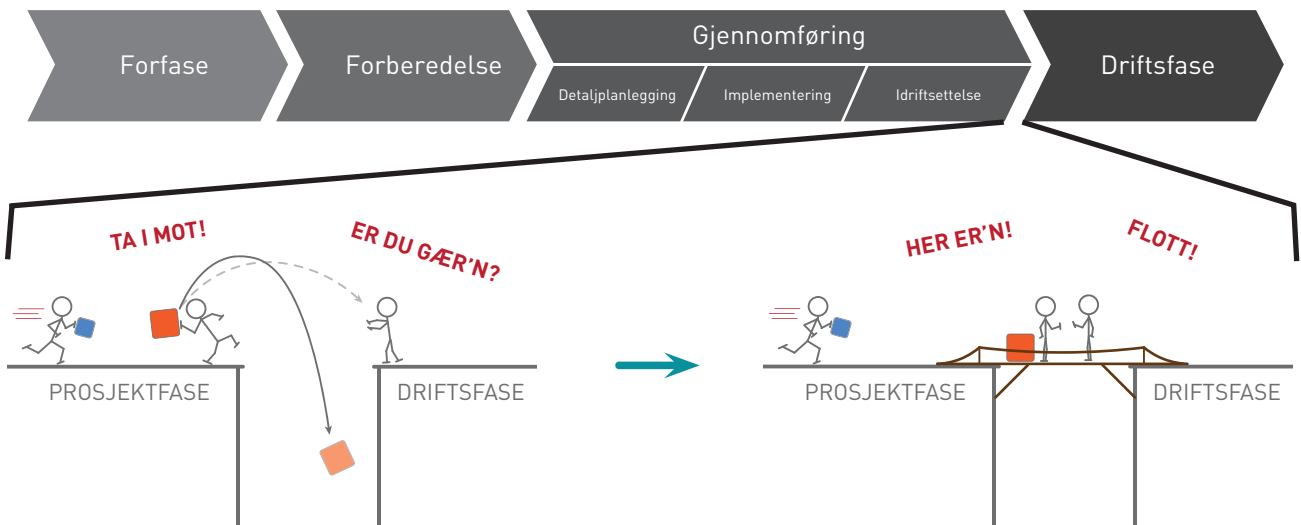 Forfase
Forberedelse
Gjennomføring
Detaljplanlegging
Implementering
Idriftsettelse
Driftsfase
TA I MOT!
ER DU GÆR'N?
HER ER'N!
FLOTT!
PROSJEKTFASE
DRIFTSFASE
PROSJEKTFASE
DRIFTSFASE